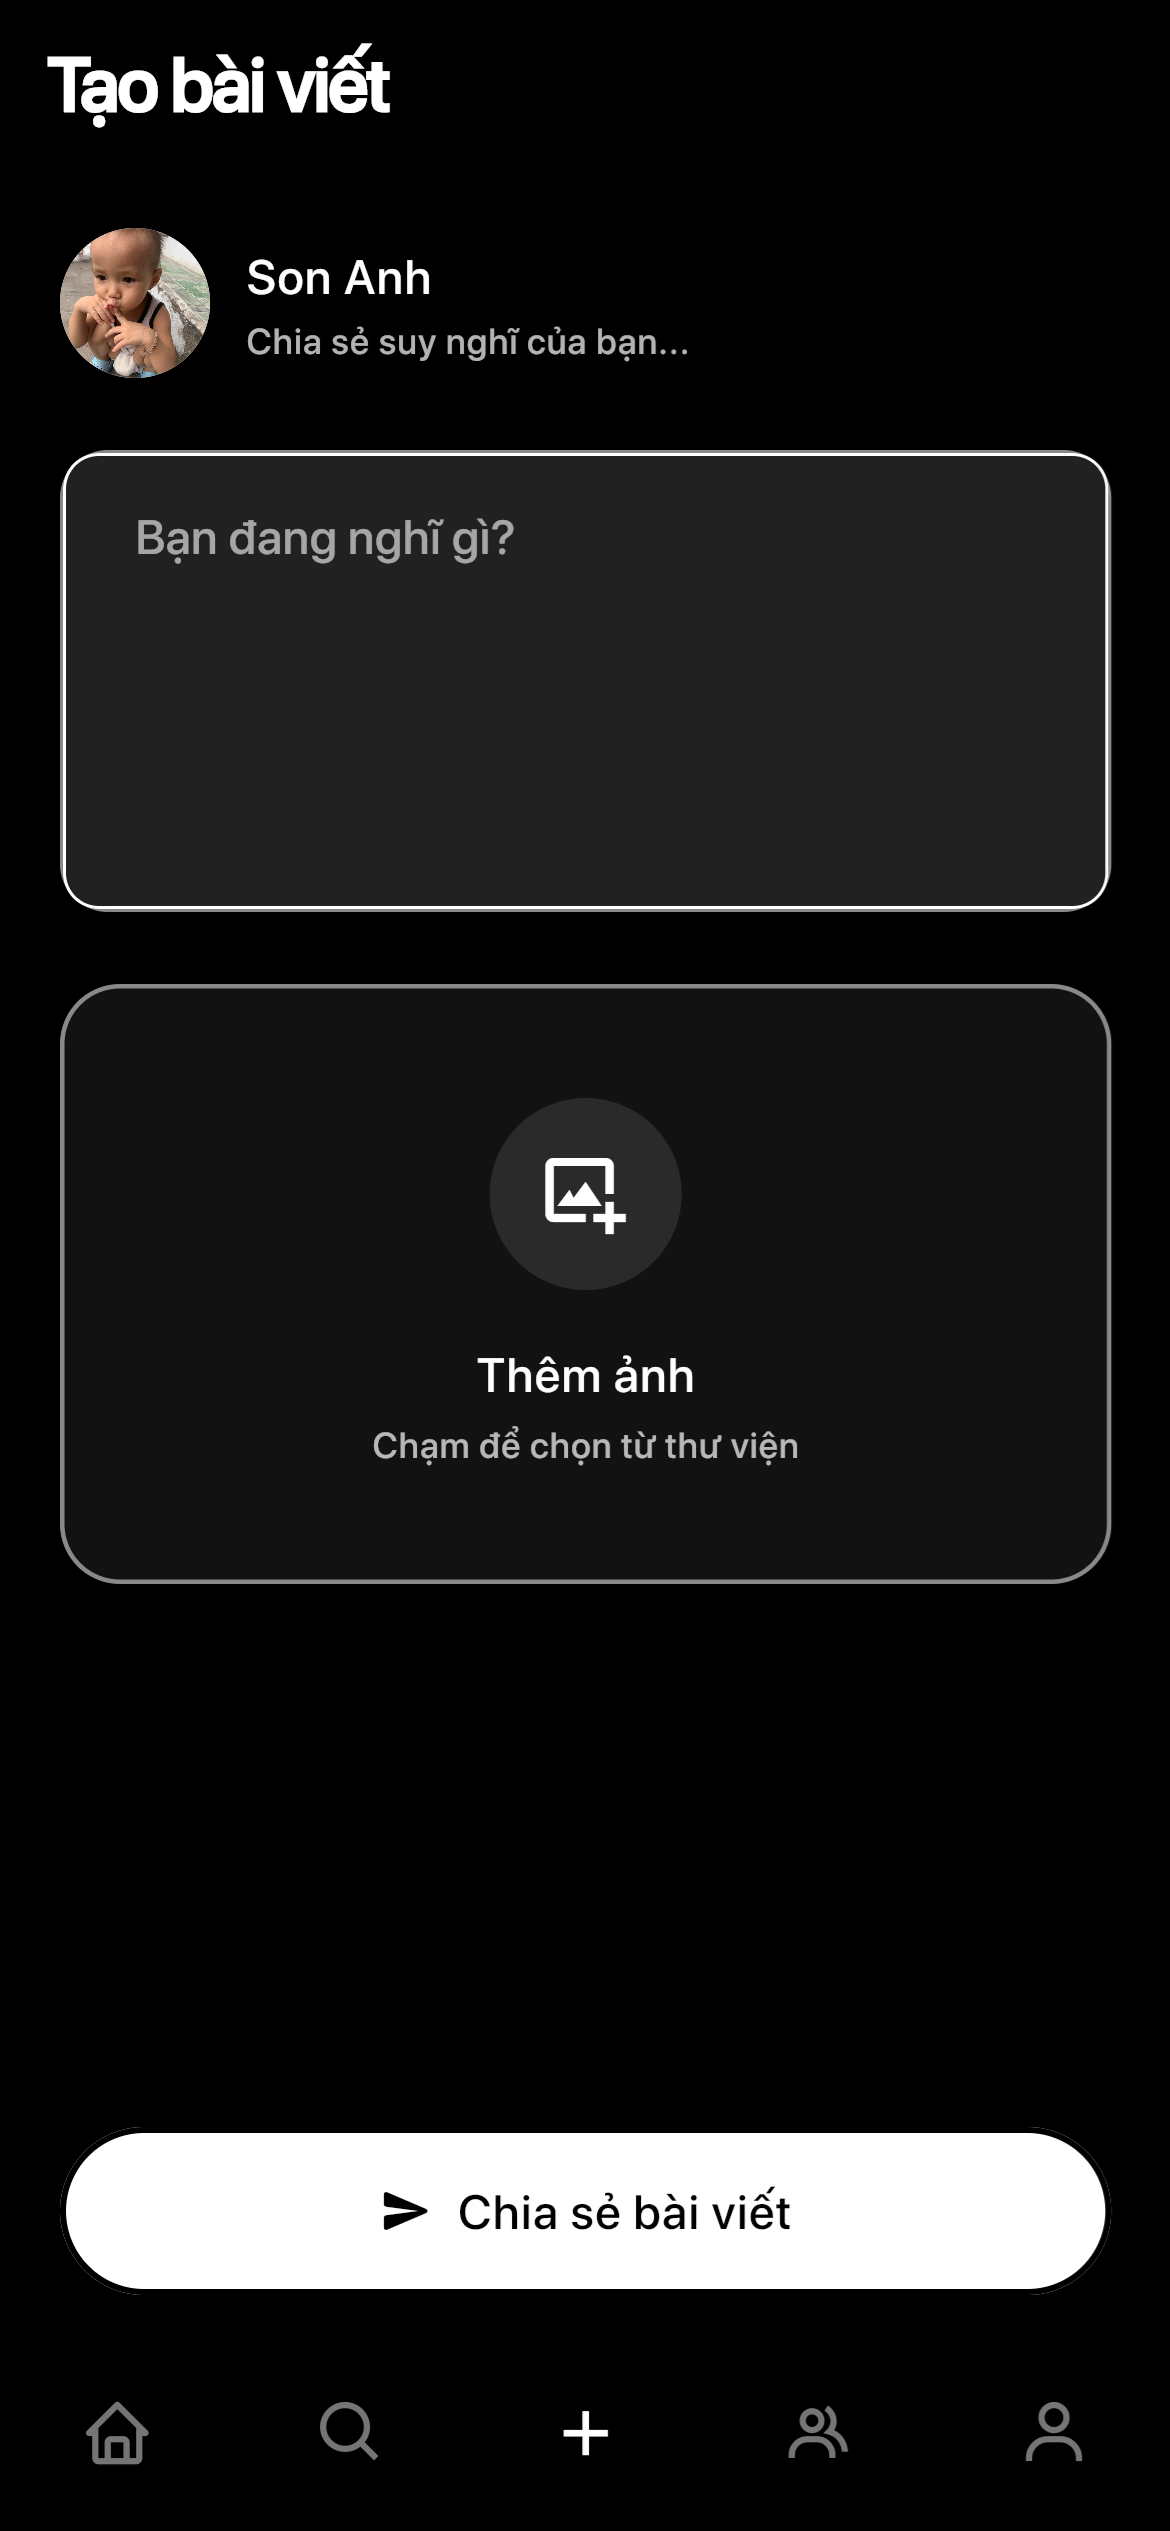 Tạo bài viết
Son Anh
Chia sẻ suy nghĩ của bạn...
Bạn đang nghĩ gì?
Thêm ảnh
Chạm để chọn từ thư viện
Chia sẻ bài viết